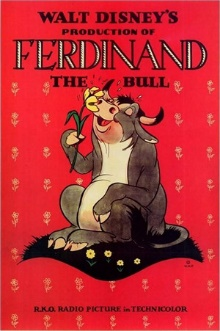 WALT DISNEY'S
PRODUCTION OF
FERDINAND
THE BULL
R.K.O. RADIO PICTURE in TECHNICOLOR